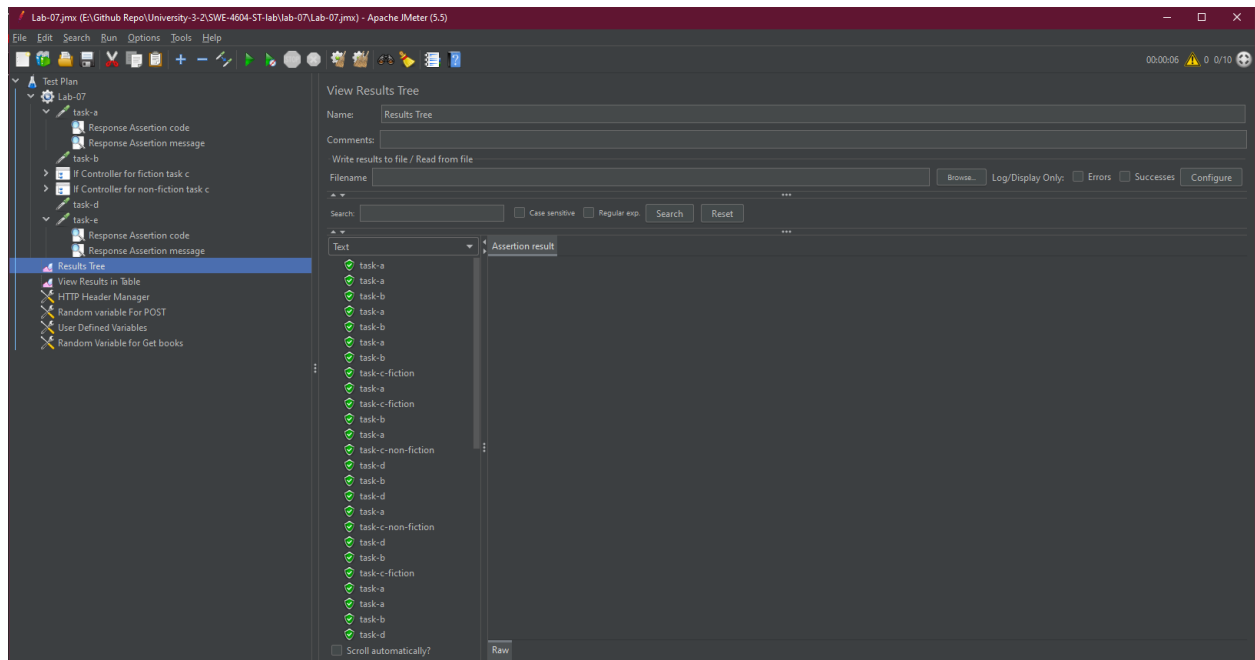 Lab-07.jmx (E:\Github Repo\University-3-2\SWE-4604-ST-lab\lab-07\Lab-07.jmx) - Apache JMeter (5.5)
File Edit Search Run Options Tools Help
00:00:06 0 0/10
Test Plan
Lab-07
task-a
Response Assertion code
Response Assertion message
task-b
If Controller for fiction task c
If Controller for non-fiction task c
task-d
task-e
Response Assertion code
Response Assertion message
Results Tree
View Results in Table
HTTP Header Manager
Random variable For POST
User Defined Variables
Random Variable for Get books
View Results Tree
Name: Results Tree
Comments:
Write results to file / Read from file
Filename Browse... Log/Display Only: Errors Successes Configure
Search: Case sensitive Regular exp. Search Reset
Text
Assertion result
task-a
task-a
task-b
task-a
task-b
task-a
task-b
task-c-fiction
task-a
task-c-fiction
task-b
task-a
task-c-non-fiction
task-d
task-b
task-d
task-a
task-c-non-fiction
task-d
task-b
task-c-fiction
task-a
task-a
task-b
task-d
Scroll automatically?
Raw